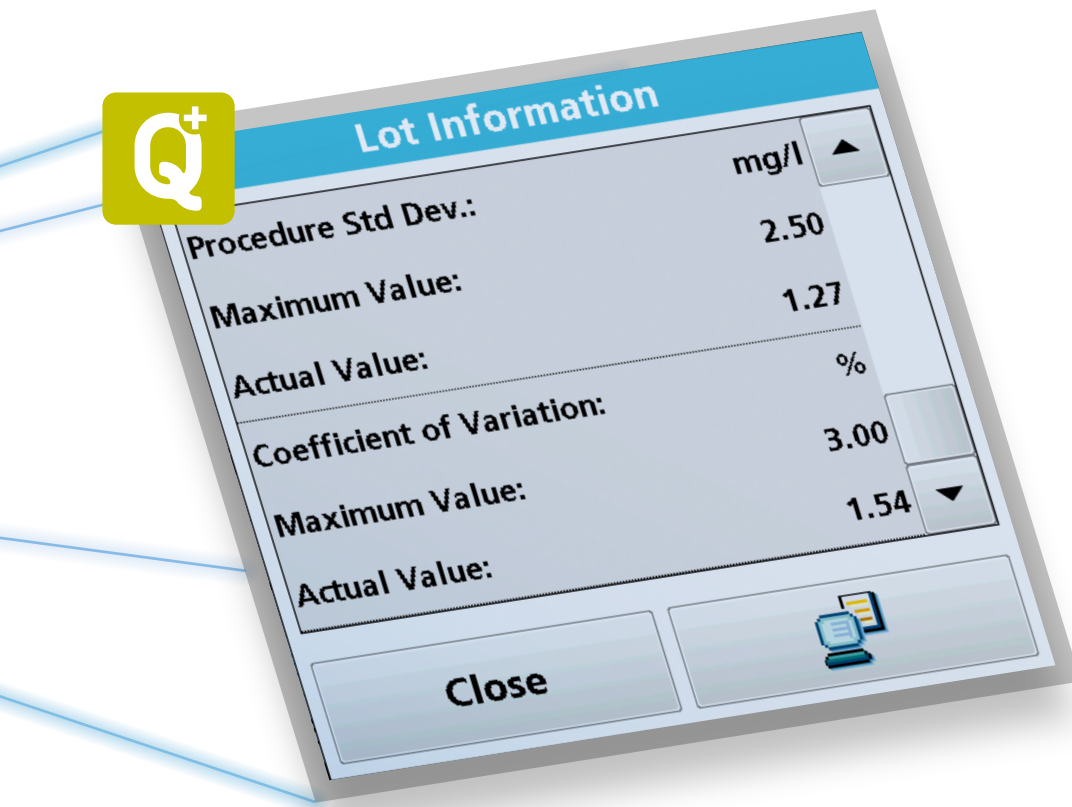 Q+
Lot Information
Procedure Std Dev.: mg/l
Maximum Value: 2.50
Actual Value: 1.27
Coefficient of Variation: %
Maximum Value: 3.00
Actual Value: 1.54
Close